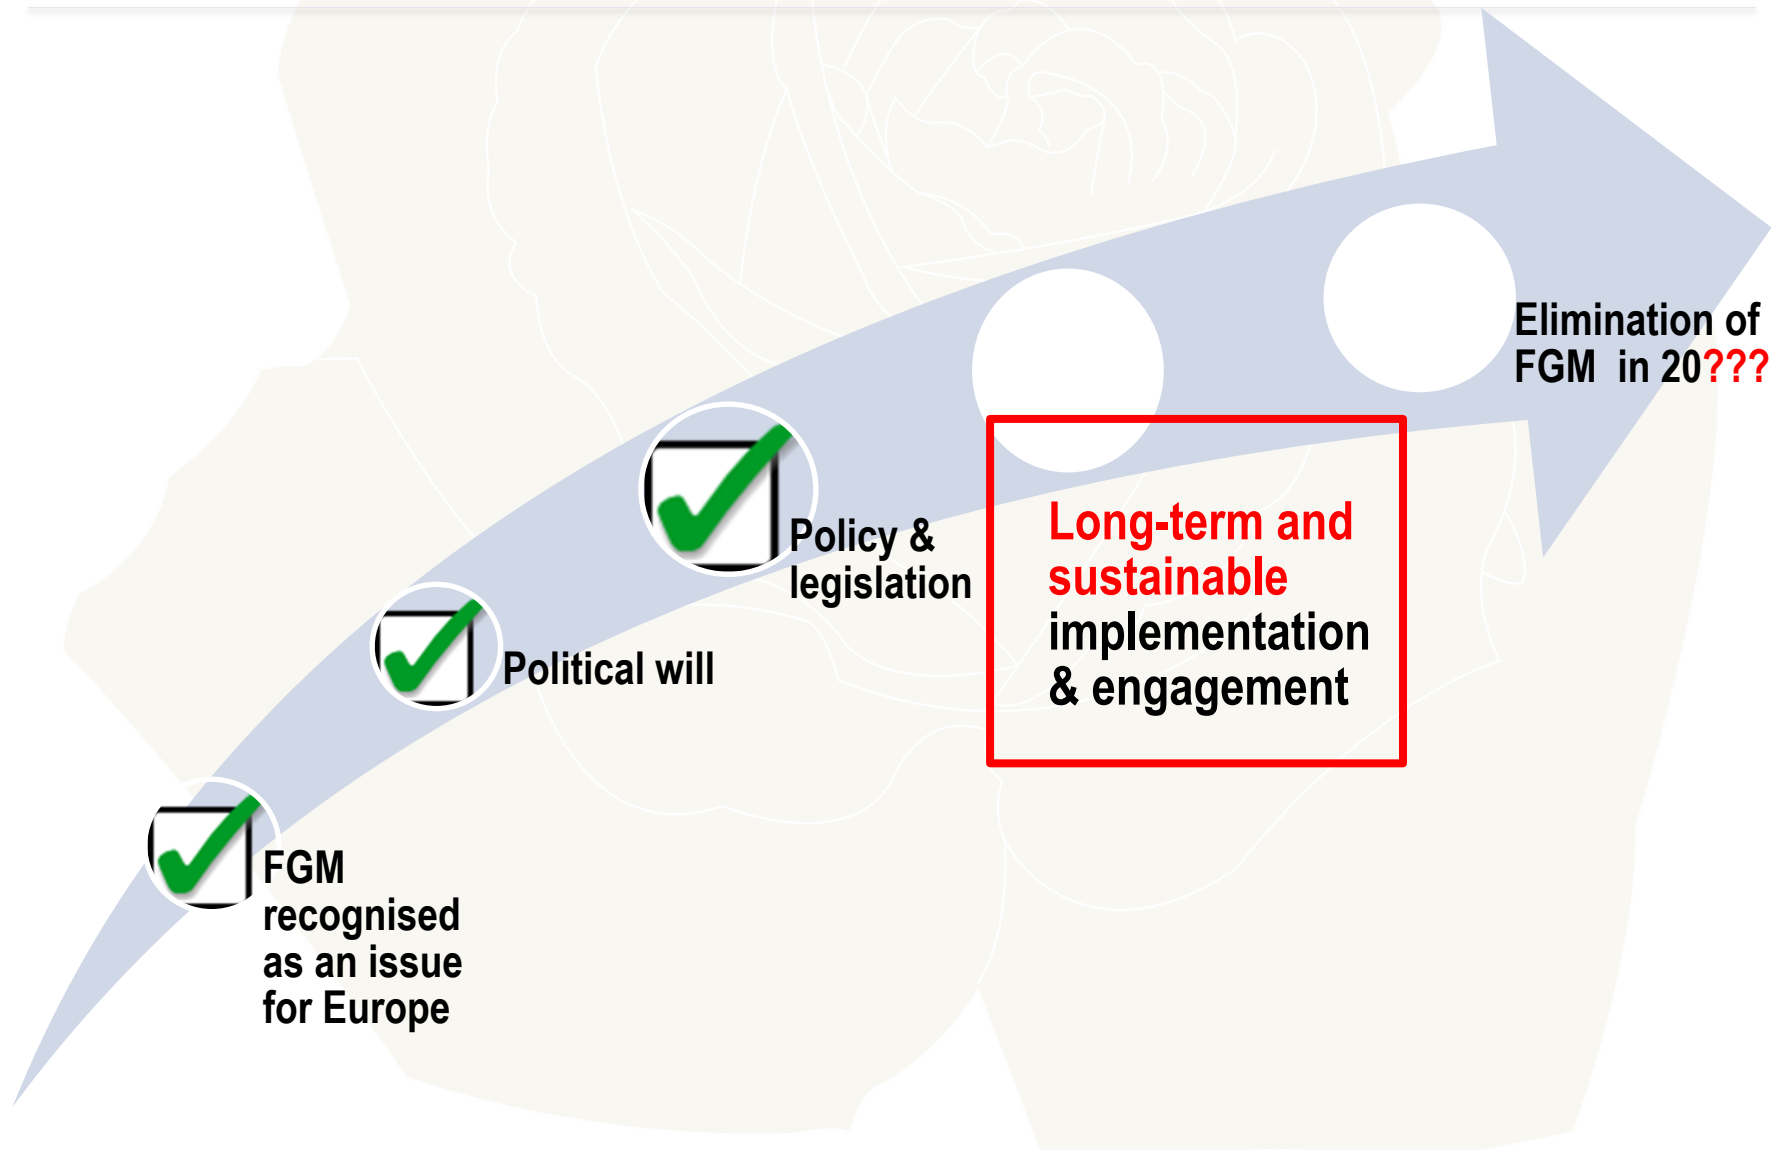 FGM
recognised
as an issue
for Europe
Political will
Policy &
legislation
Long-term and
sustainable
implementation
& engagement
Elimination of
FGM in 20???